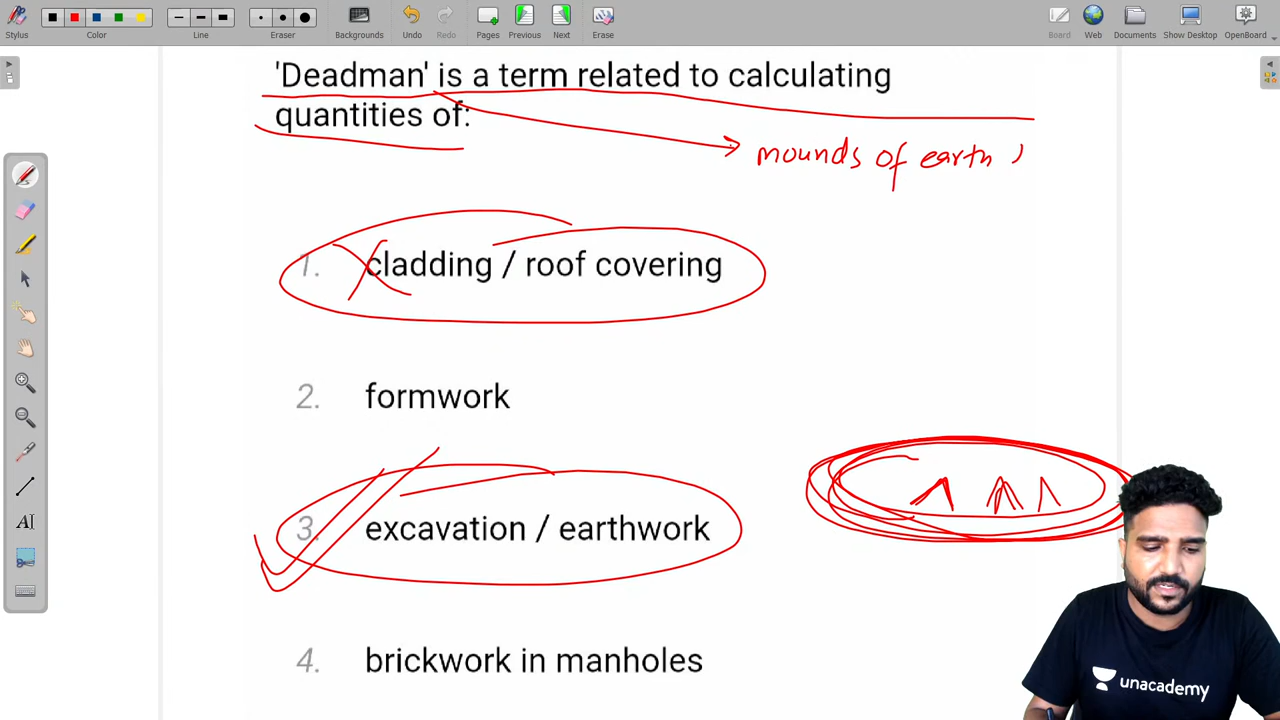 Stylus
Color
Line
Eraser
Backgrounds
Undo
Redo
Pages
Previous
Next
Erase
Board
Web
Documents
Show Desktop
OpenBoard
'Deadman' is a term related to calculating
quantities of:
mounds of earth
1. cladding / roof covering
2. formwork
3. excavation / earthwork
4. brickwork in manholes
AI
unacademy